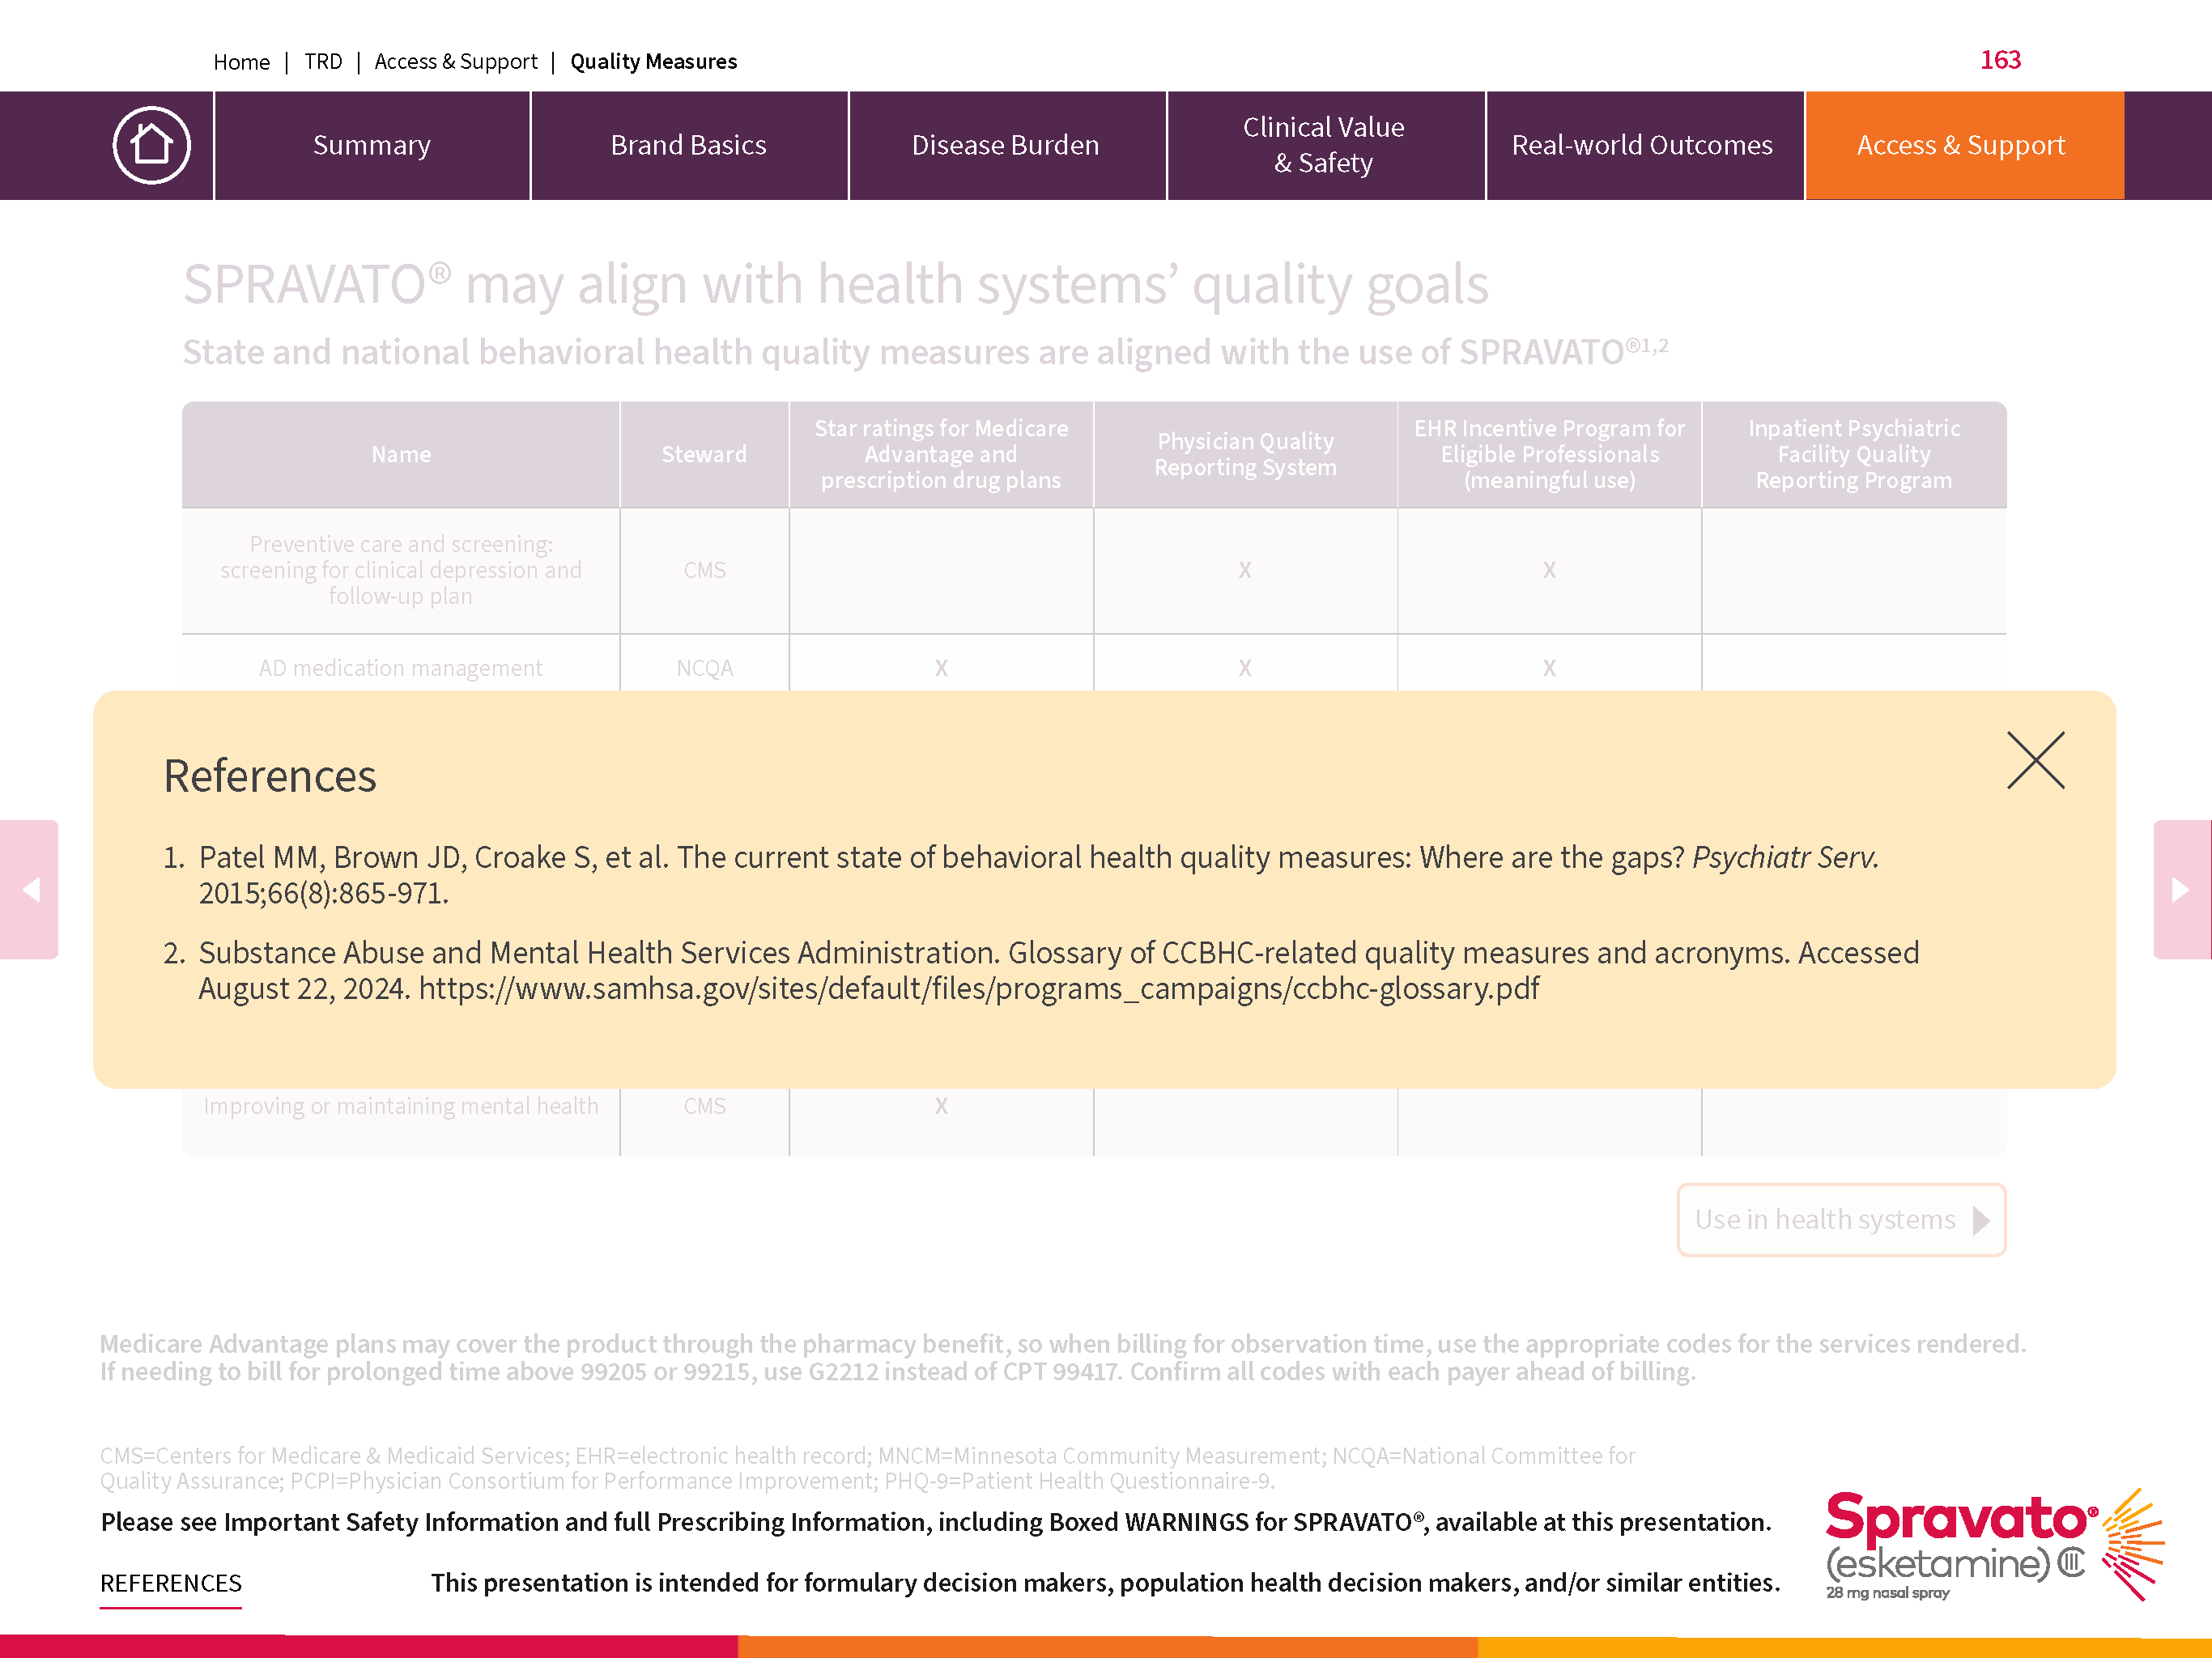 Home | TRD | Access & Support | Quality Measures
163
Summary
Brand Basics
Disease Burden
Clinical Value
& Safety
Real-world Outcomes
Access & Support
SPRAVATO® may align with health systems’ quality goals
State and national behavioral health quality measures are aligned with the use of SPRAVATO®1,2
Name
Steward
Star ratings for Medicare
Advantage and
prescription drug plans
Physician Quality
Reporting System
EHR Incentive Program for
Eligible Professionals
(meaningful use)
Inpatient Psychiatric
Facility Quality
Reporting Program
Preventive care and screening:
screening for clinical depression and
follow-up plan
CMS
X
X
AD medication management
NCQA
X
X
X
References
1. Patel MM, Brown JD, Croake S, et al. The current state of behavioral health quality measures: Where are the gaps? Psychiatr Serv.
2015;66(8):865-971.
2. Substance Abuse and Mental Health Services Administration. Glossary of CCBHC-related quality measures and acronyms. Accessed
August 22, 2024. https://www.samhsa.gov/sites/default/files/programs_campaigns/ccbhc-glossary.pdf
Improving or maintaining mental health
CMS
X
Use in health systems
Medicare Advantage plans may cover the product through the pharmacy benefit, so when billing for observation time, use the appropriate codes for the services rendered.
If needing to bill for prolonged time above 99205 or 99215, use G2212 instead of CPT 99417. Confirm all codes with each payer ahead of billing.
CMS=Centers for Medicare & Medicaid Services; EHR=electronic health record; MNCM=Minnesota Community Measurement; NCQA=National Committee for
Quality Assurance; PCPI=Physician Consortium for Performance Improvement; PHQ-9=Patient Health Questionnaire-9.
Please see Important Safety Information and full Prescribing Information, including Boxed WARNINGS for SPRAVATO®, available at this presentation.
REFERENCES
This presentation is intended for formulary decision makers, population health decision makers, and/or similar entities.
Spravato®
(esketamine) CIII
28 mg nasal spray